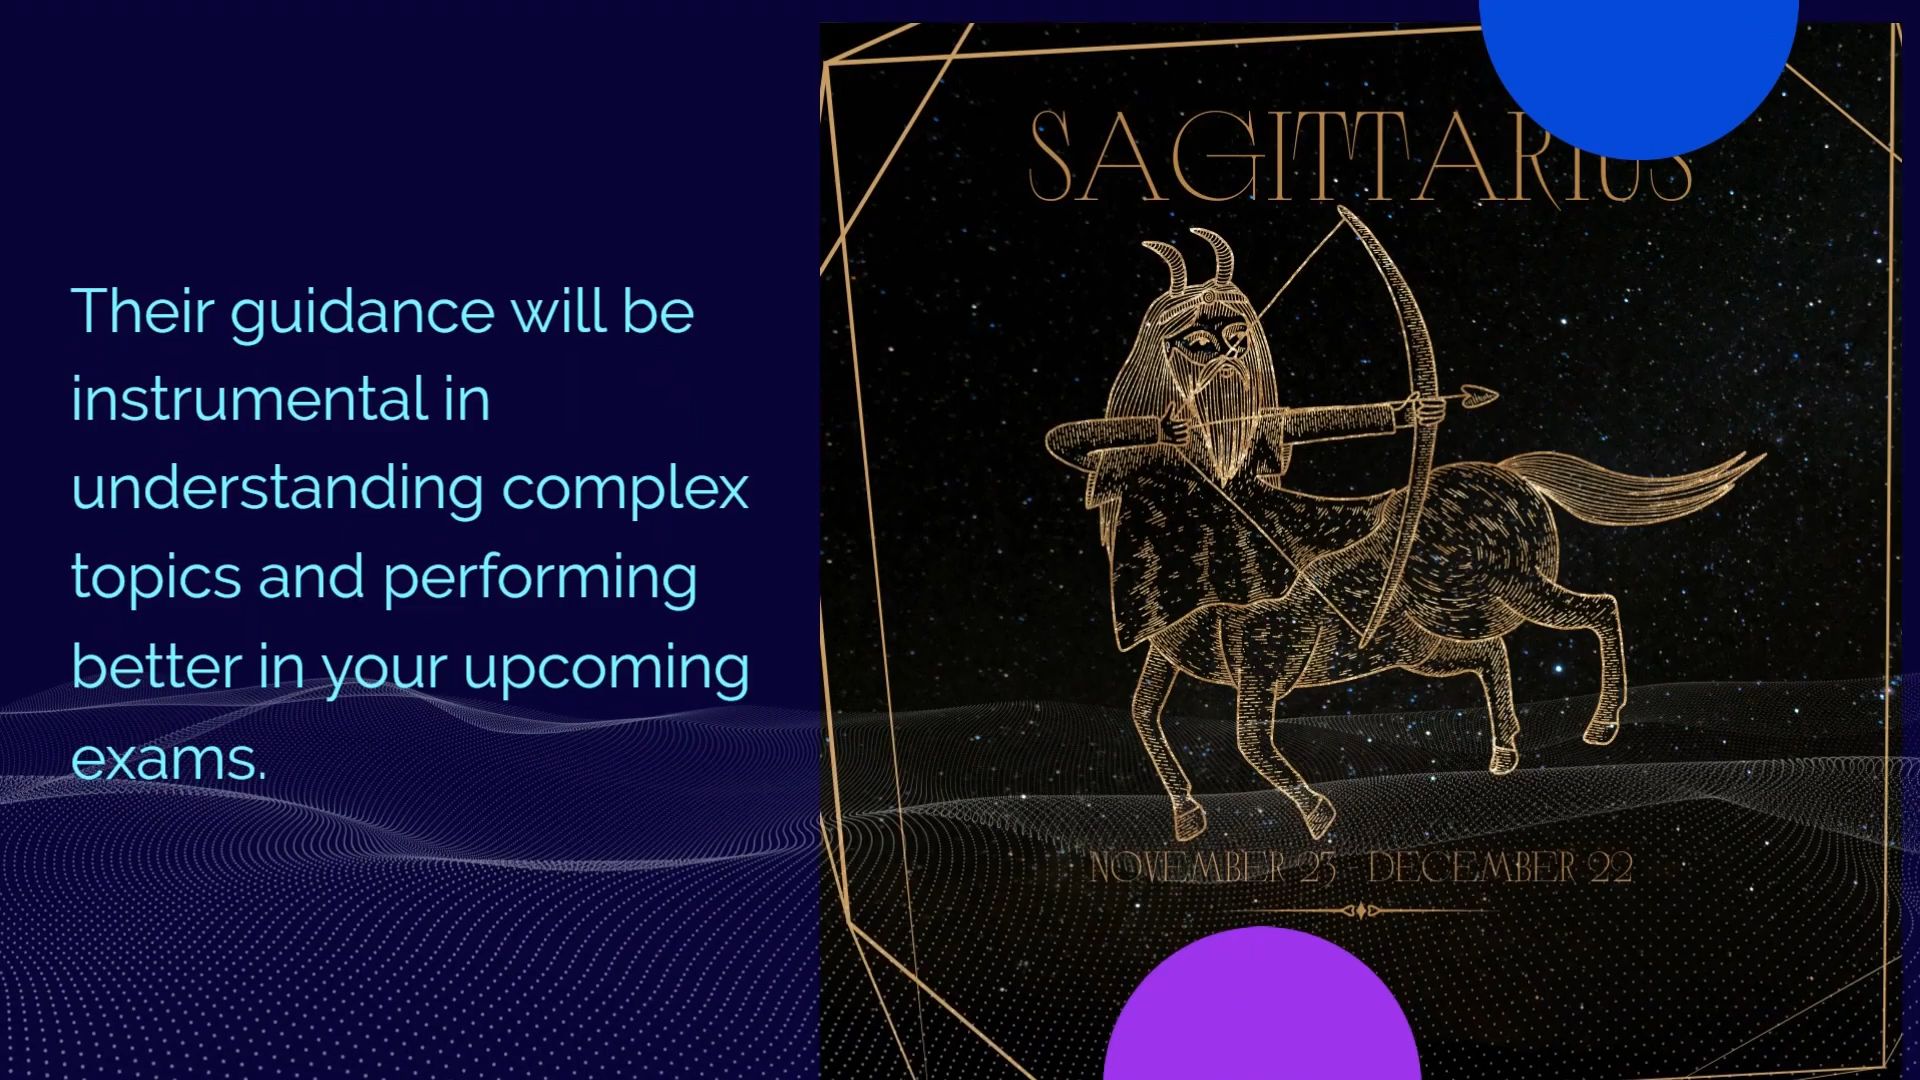 Their guidance will be
instrumental in
understanding complex
topics and performing
better in your upcoming
exams.
SAGITTARIUS
NOVEMBER 23 - DECEMBER 22